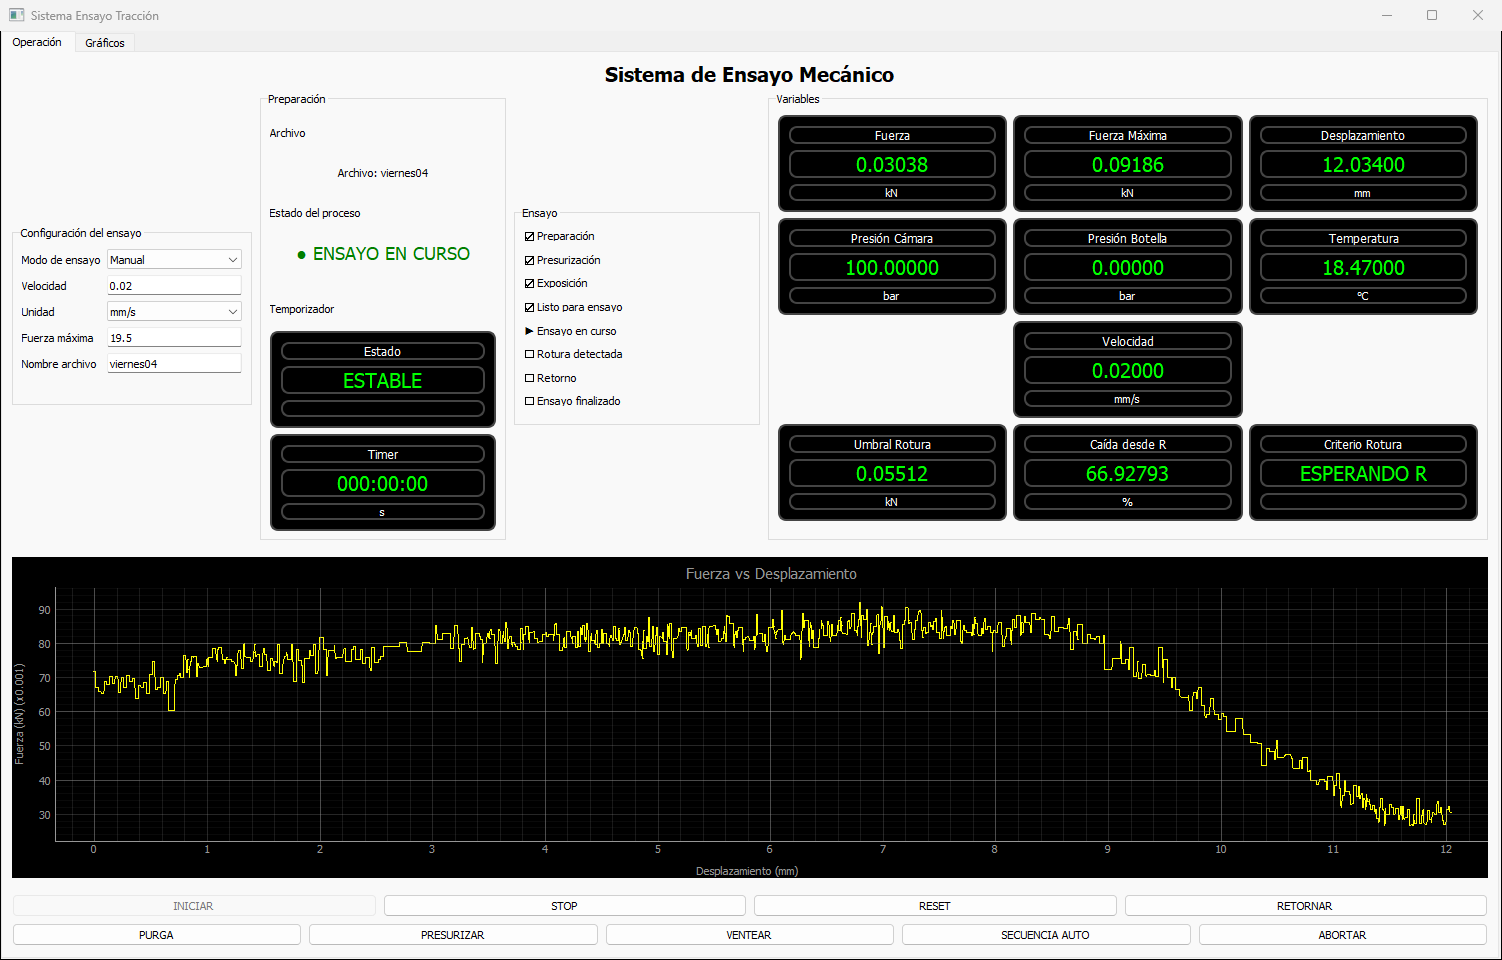 Sistema Ensayo Tracción
Operación
Gráficos
Sistema de Ensayo Mecánico
Configuración del ensayo
Modo de ensayo Manual
Velocidad 0.02
Unidad mm/s
Fuerza máxima 19.5
Nombre archivo viernes04
Preparación
Archivo
Archivo: viernes04
Estado del proceso
● ENSAYO EN CURSO
Temporizador
Estado
ESTABLE
Timer
000:00:00
s
Ensayo
Preparación
Presurización
Exposición
Listo para ensayo
Ensayo en curso
Rotura detectada
Retorno
Ensayo finalizado
Variables
Fuerza
0.03038
kN
Fuerza Máxima
0.09186
kN
Desplazamiento
12.03400
mm
Presión Cámara
100.00000
bar
Presión Botella
0.00000
bar
Temperatura
18.47000
°C
Velocidad
0.02000
mm/s
Umbral Rotura
0.05512
kN
Caída desde R
66.92793
%
Criterio Rotura
ESPERANDO R
Fuerza vs Desplazamiento
Fuerza (kN) (x0.001)
90
80
70
60
50
40
30
0 1 2 3 4 5 6 7 8 9 10 11 12
Desplazamiento (mm)
INICIAR STOP RESET RETORNAR
PURGA PRESURIZAR VENTEAR SECUENCIA AUTO ABORTAR